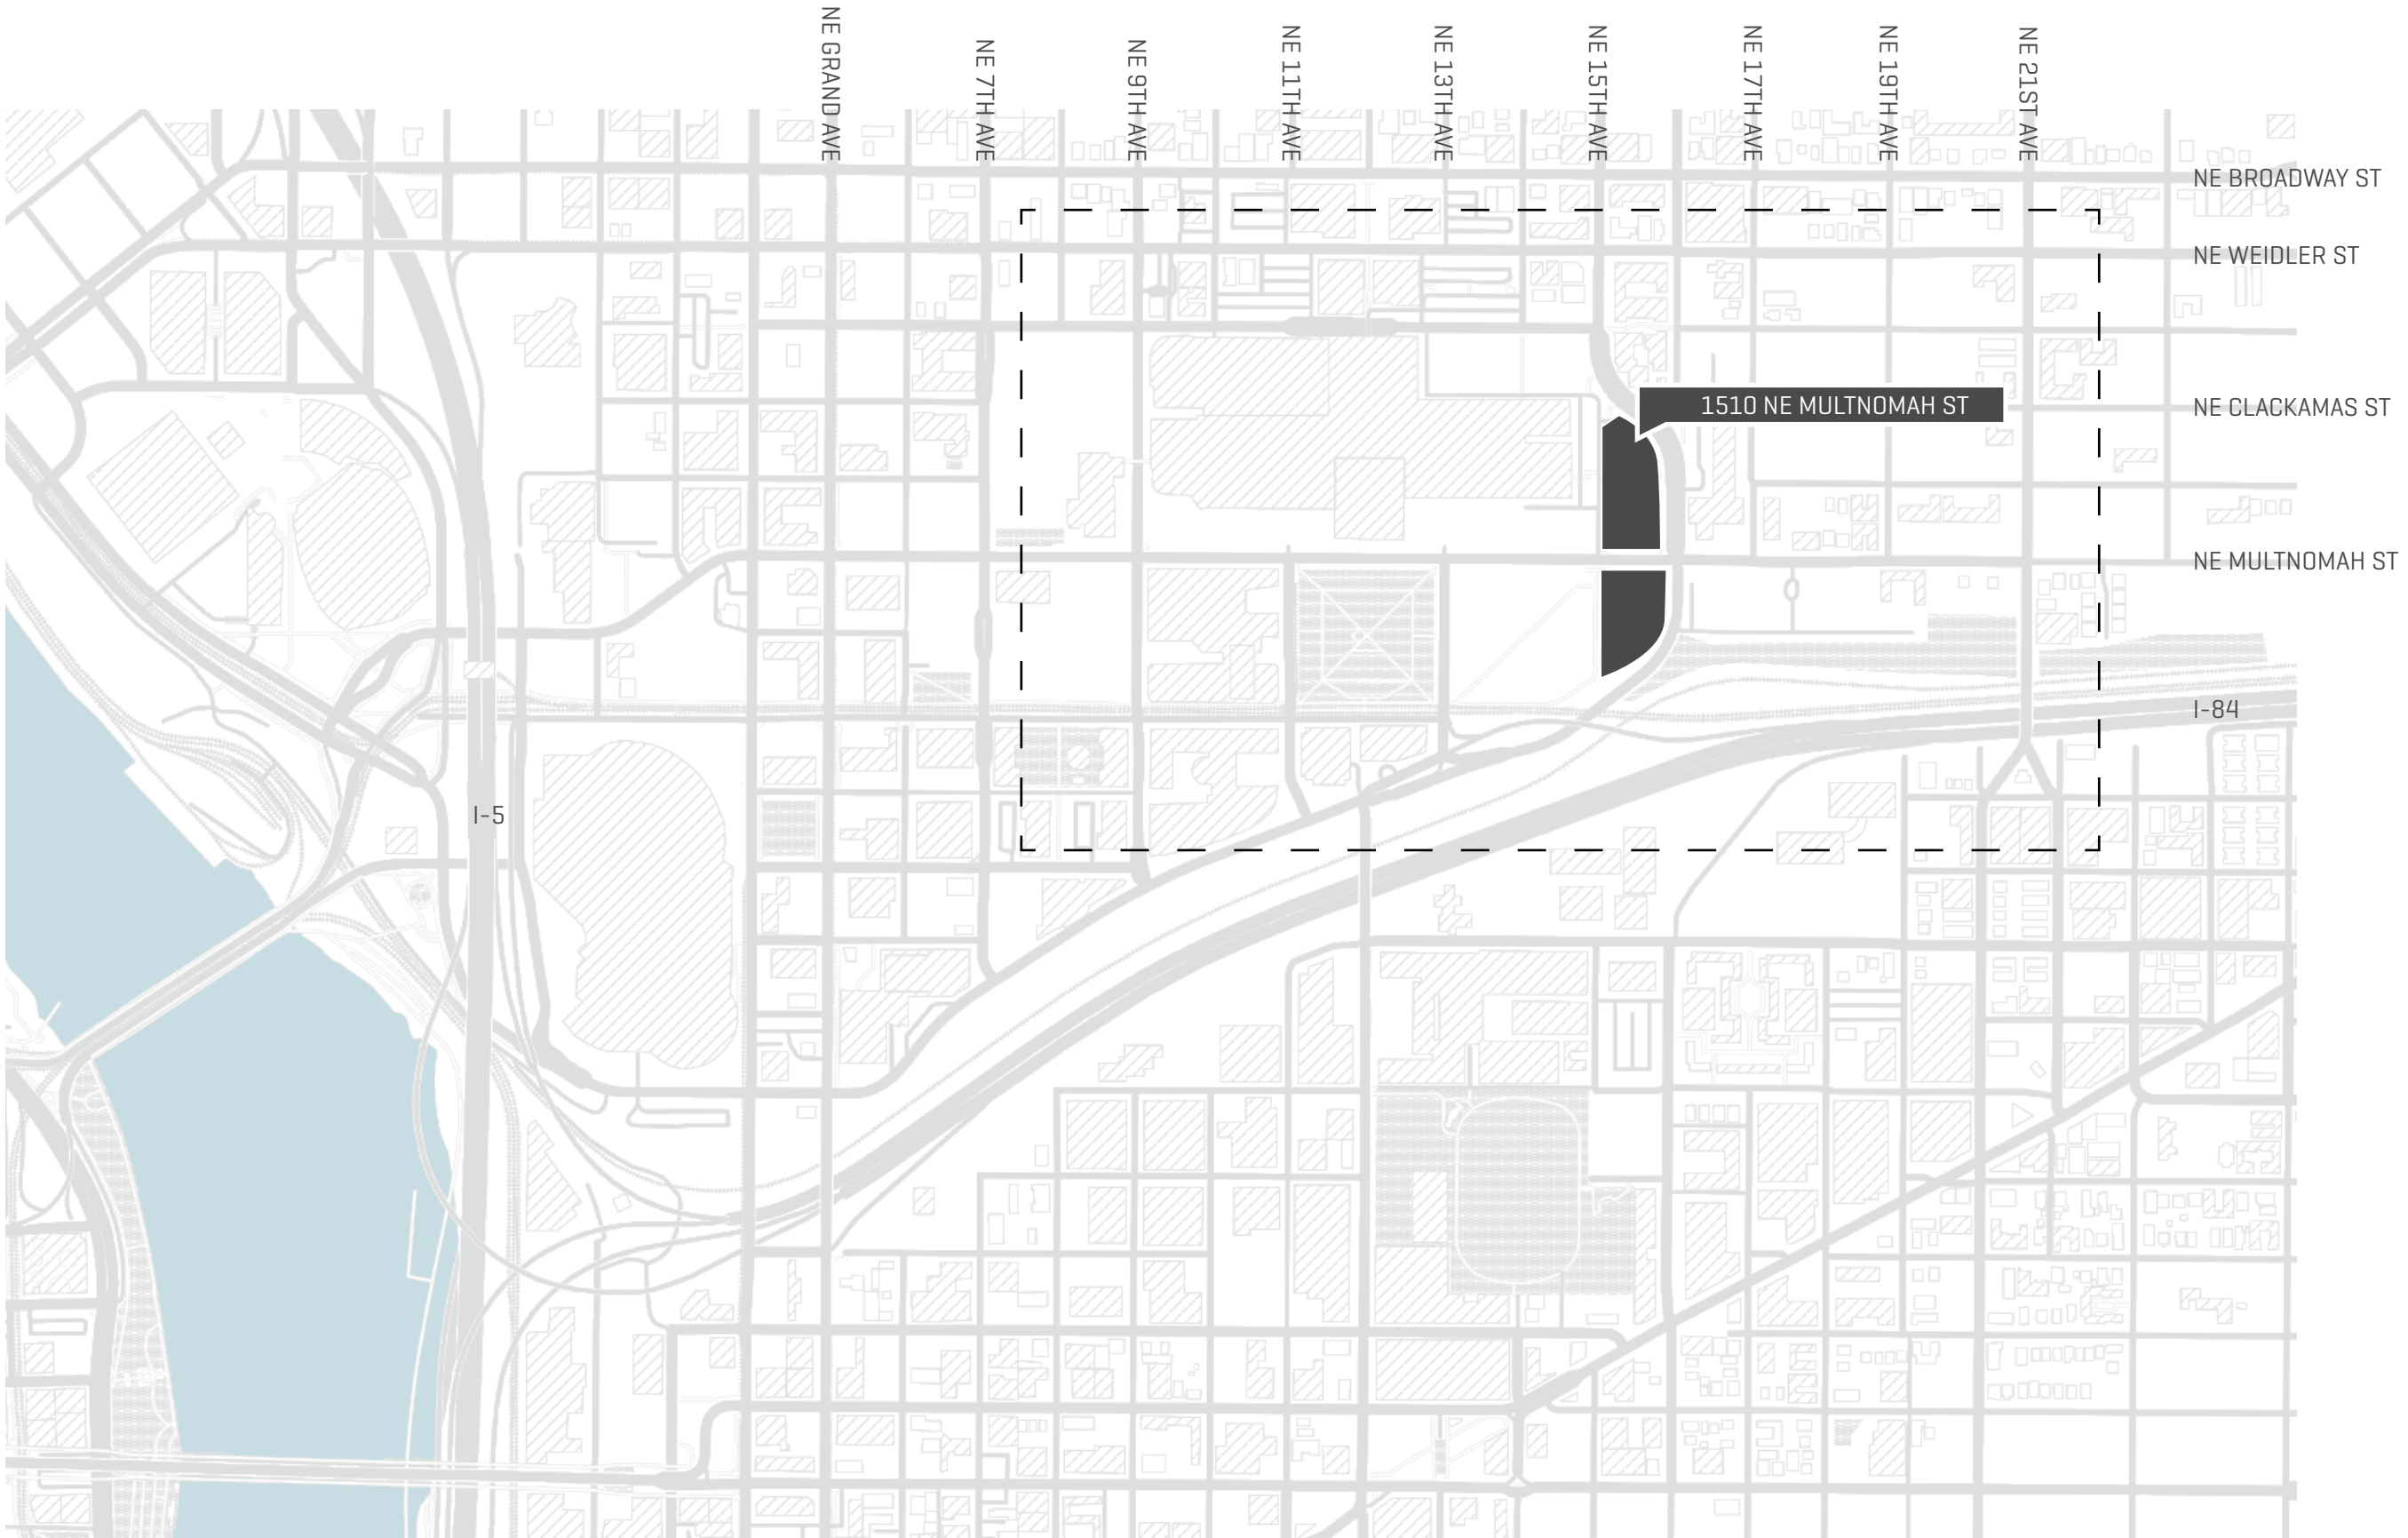 NE GRAND AVE
NE 7TH AVE
NE 9TH AVE
NE 11TH AVE
NE 13TH AVE
NE 15TH AVE
NE 17TH AVE
NE 19TH AVE
NE 21ST AVE
NE BROADWAY ST
NE WEIDLER ST
1510 NE MULTNOMAH ST
NE CLACKAMAS ST
NE MULTNOMAH ST
I-84
I-5